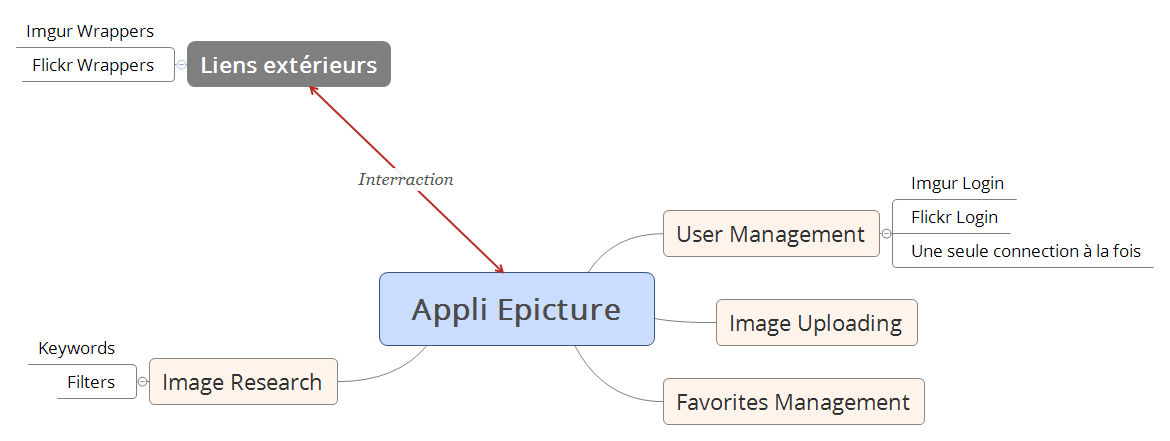 Imgur Wrappers
Flickr Wrappers
Liens extérieurs
Interraction
Imgur Login
Flickr Login
Une seule connection à la fois
User Management
Appli Epicture
Image Uploading
Keywords
Filters
Image Research
Favorites Management